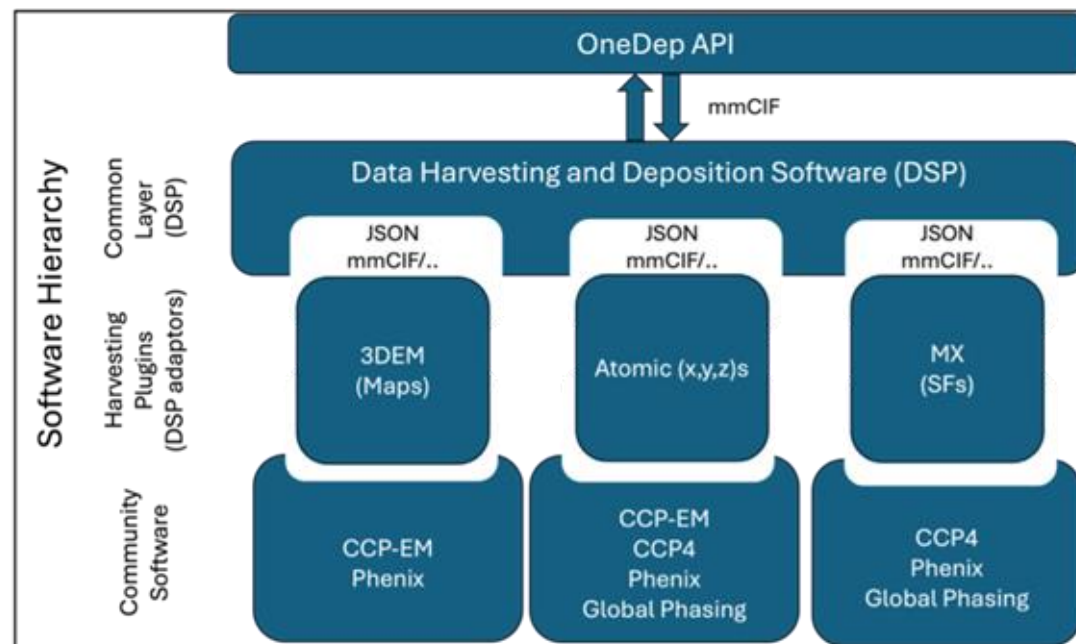 OneDep API
mmCIF
Software Hierarchy
Common
Layer
(DSP)
Data Harvesting and Deposition Software (DSP)
JSON
mmCIF/..
JSON
mmCIF/..
JSON
mmCIF/..
Harvesting
Plugins
(DSP adaptors)
3DEM
(Maps)
Atomic (x,y,z)s
MX
(SFs)
Community
Software
CCP-EM
Phenix
CCP-EM
CCP4
Phenix
Global Phasing
CCP4
Phenix
Global Phasing